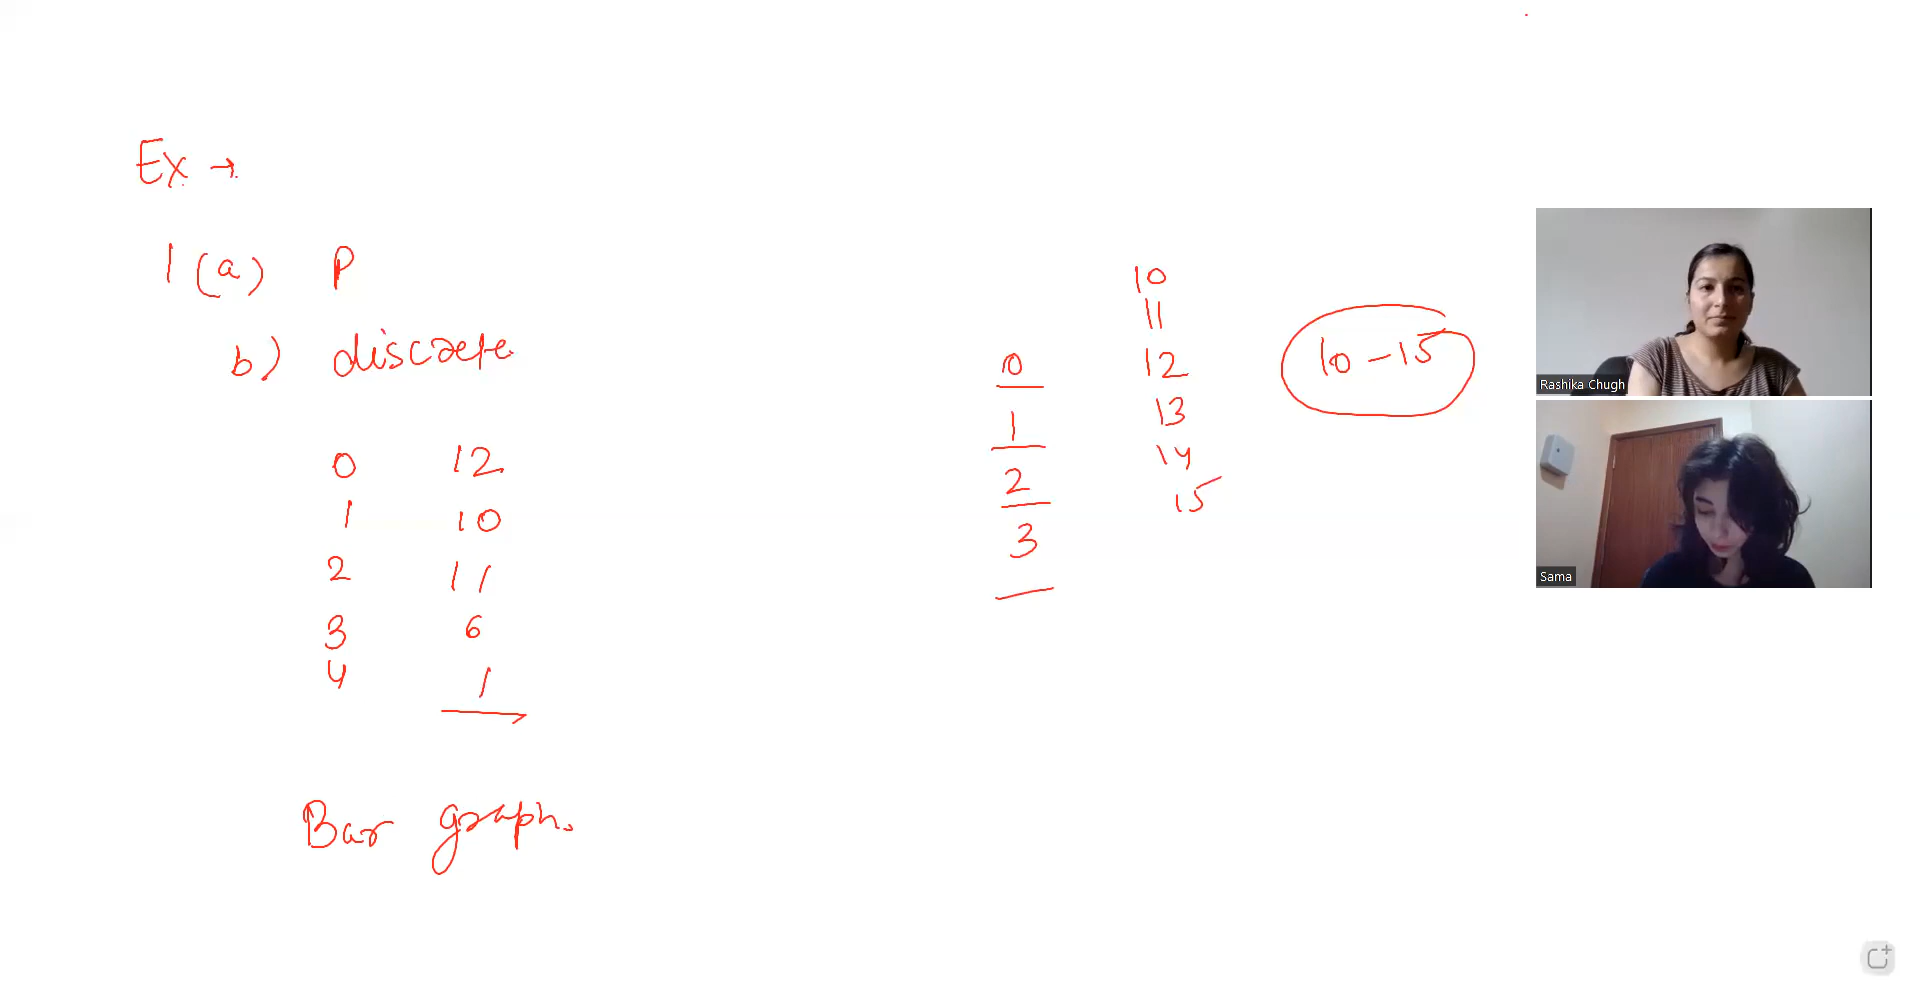 Ex →
1 (a) P
b) discrete
0 12
1 10
2 11
3 6
4 1
Bar graph.
0
1
2
3
10
11
12
13
14
15
10-15
Rashika Chugh
Sama